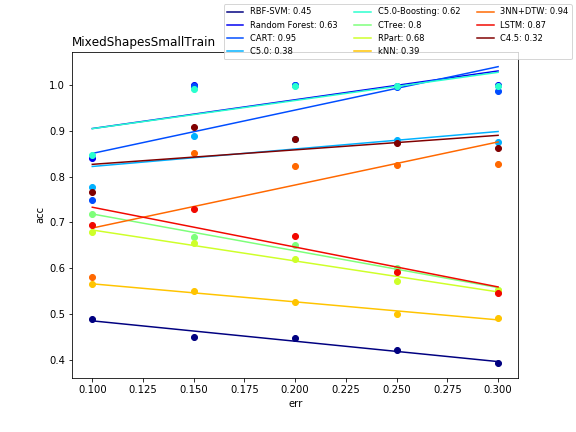 RBF-SVM: 0.45
Random Forest: 0.63
CART: 0.95
C5.0: 0.38
C5.0-Boosting: 0.62
CTree: 0.8
RPart: 0.68
kNN: 0.39
3NN+DTW: 0.94
LSTM: 0.87
C4.5: 0.32
MixedShapesSmallTrain
1.0
0.9
0.8
0.7
0.6
0.5
0.4
acc
0.100 0.125 0.150 0.175 0.200 0.225 0.250 0.275 0.300
err